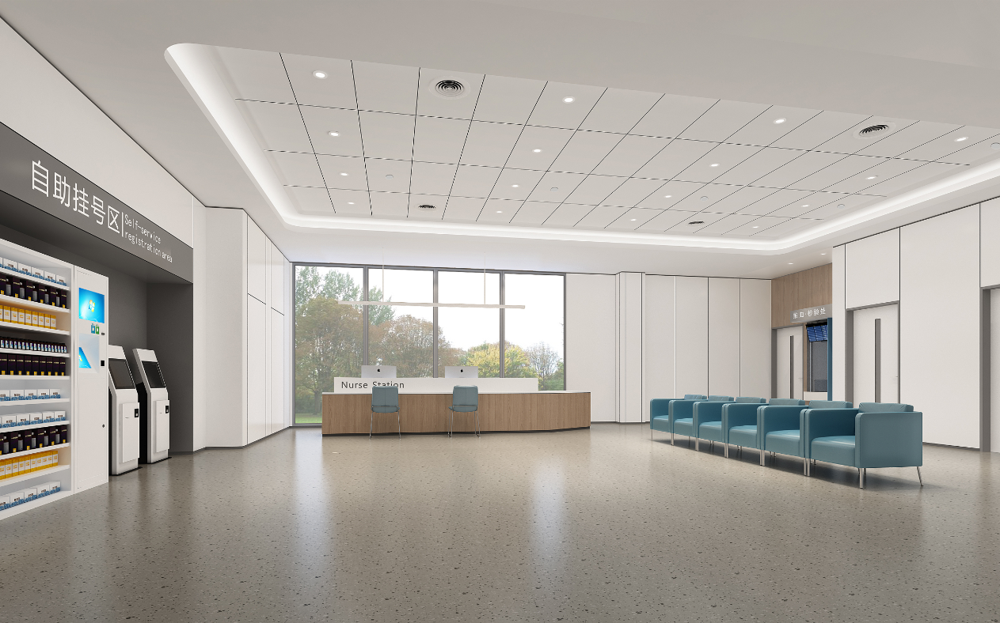 自助挂号区
Self-service
registration area
Nurse Station